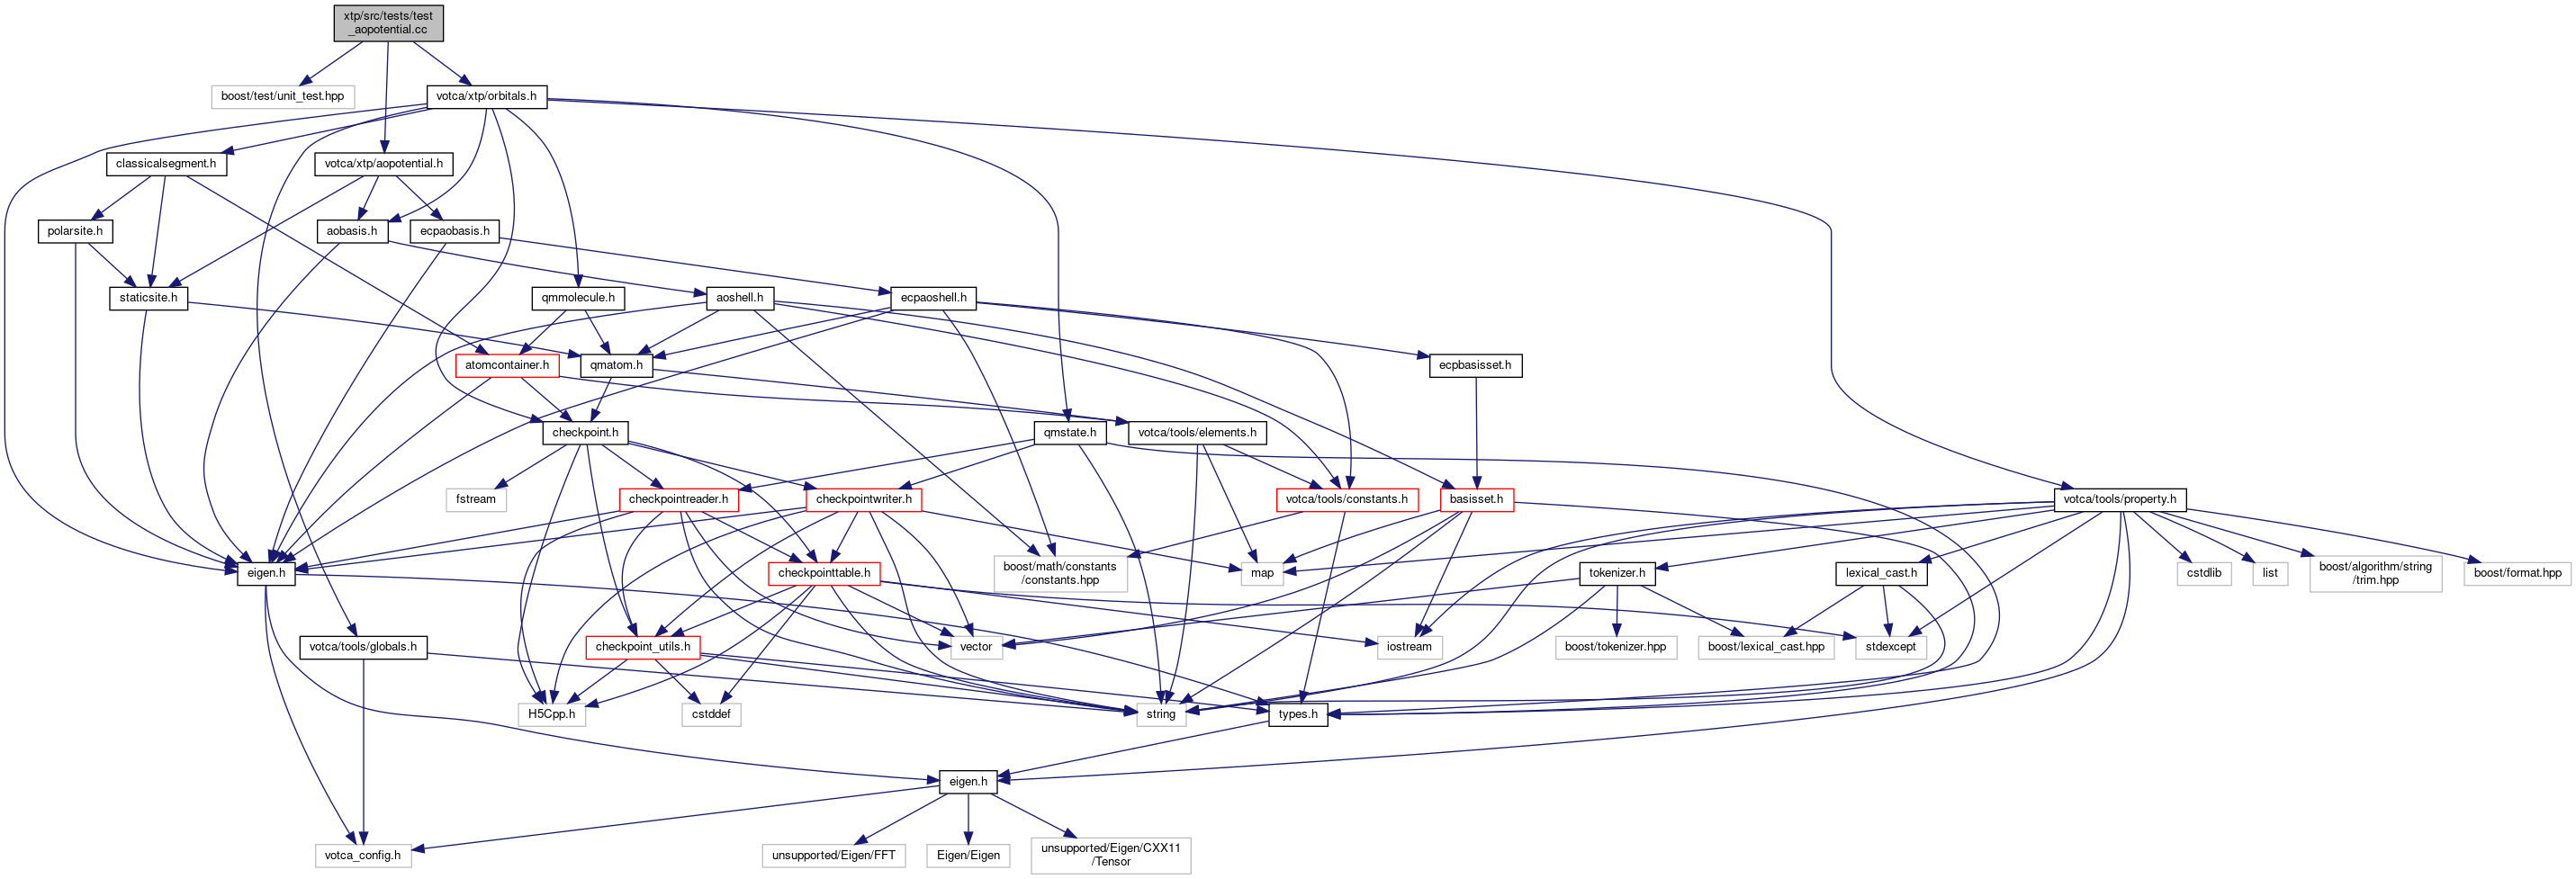 xtp/src/tests/test
_aopotential.cc
boost/test/unit_test.hpp
votca/xtp/orbitals.h
classicalsegment.h
votca/xtp/aopotential.h
polarsite.h
aobasis.h
ecpaobasis.h
staticsite.h
qmmolecule.h
aoshell.h
ecpaoshell.h
atomcontainer.h
qmatom.h
ecpbasisset.h
checkpoint.h
qmstate.h
votca/tools/elements.h
fstream
checkpointreader.h
checkpointwriter.h
votca/tools/constants.h
basisset.h
votca/tools/property.h
eigen.h
checkpointtable.h
boost/math/constants
/constants.hpp
map
tokenizer.h
lexical_cast.h
cstdlib
list
boost/algorithm/string
/trim.hpp
boost/format.hpp
votca/tools/globals.h
checkpoint_utils.h
vector
iostream
boost/tokenizer.hpp
boost/lexical_cast.hpp
stdexcept
H5Cpp.h
cstddef
string
types.h
eigen.h
votca_config.h
unsupported/Eigen/FFT
Eigen/Eigen
unsupported/Eigen/CXX11
/Tensor